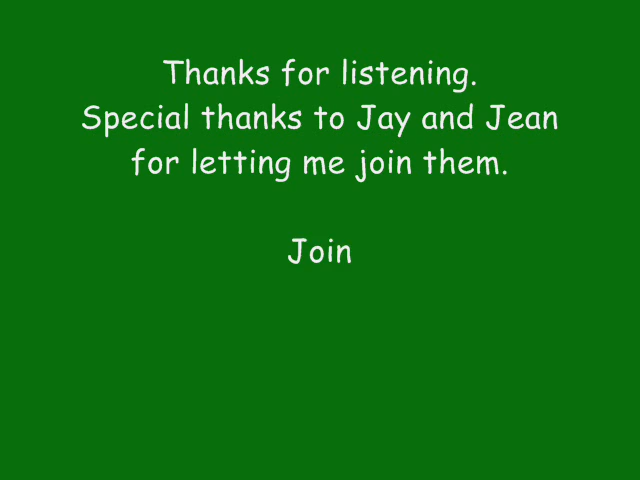 Thanks for listening.
Special thanks to Jay and Jean
for letting me join them.
Join